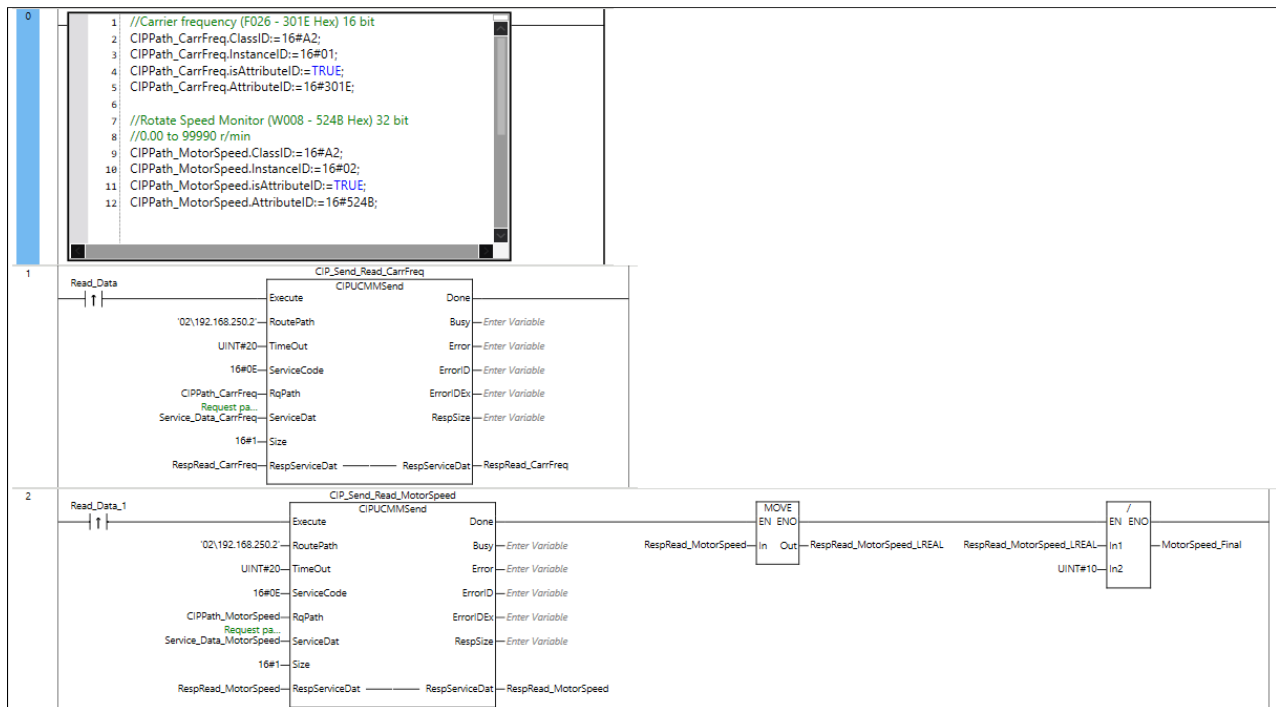 0
1 //Carrier frequency (F026 - 301E Hex) 16 bit
2 CIPPath_CarrFreq.ClassID:=16#A2;
3 CIPPath_CarrFreq.InstanceID:=16#01;
4 CIPPath_CarrFreq.isAttributeID:=TRUE;
5 CIPPath_CarrFreq.AttributeID:=16#301E;
6
7 //Rotate Speed Monitor (W008 - 524B Hex) 32 bit
8 //0.00 to 99990 r/min
9 CIPPath_MotorSpeed.ClassID:=16#A2;
10 CIPPath_MotorSpeed.InstanceID:=16#02;
11 CIPPath_MotorSpeed.isAttributeID:=TRUE;
12 CIPPath_MotorSpeed.AttributeID:=16#524B;
1
CIP_Send_Read_CarrFreq
Read_Data CIPUCMMSend
Execute Done
'02\192.168.250.2' RoutePath Busy Enter Variable
UINT#20 TimeOut Error Enter Variable
16#0E ServiceCode ErrorID Enter Variable
CIPPath_CarrFreq RqPath ErrorIDEx Enter Variable
Request pa...
Service_Data_CarrFreq ServiceDat RespSize Enter Variable
16#1 Size
RespRead_CarrFreq RespServiceDat RespServiceDat RespRead_CarrFreq
2
CIP_Send_Read_MotorSpeed
Read_Data_1 CIPUCMMSend MOVE /
Execute Done EN ENO EN ENO
'02\192.168.250.2' RoutePath Busy Enter Variable RespRead_MotorSpeed In Out RespRead_MotorSpeed_LREAL RespRead_MotorSpeed_LREAL In1 MotorSpeed_Final
UINT#20 TimeOut Error Enter Variable UINT#10 In2
16#0E ServiceCode ErrorID Enter Variable
CIPPath_MotorSpeed RqPath ErrorIDEx Enter Variable
Request pa...
Service_Data_MotorSpeed ServiceDat RespSize Enter Variable
16#1 Size
RespRead_MotorSpeed RespServiceDat RespServiceDat RespRead_MotorSpeed